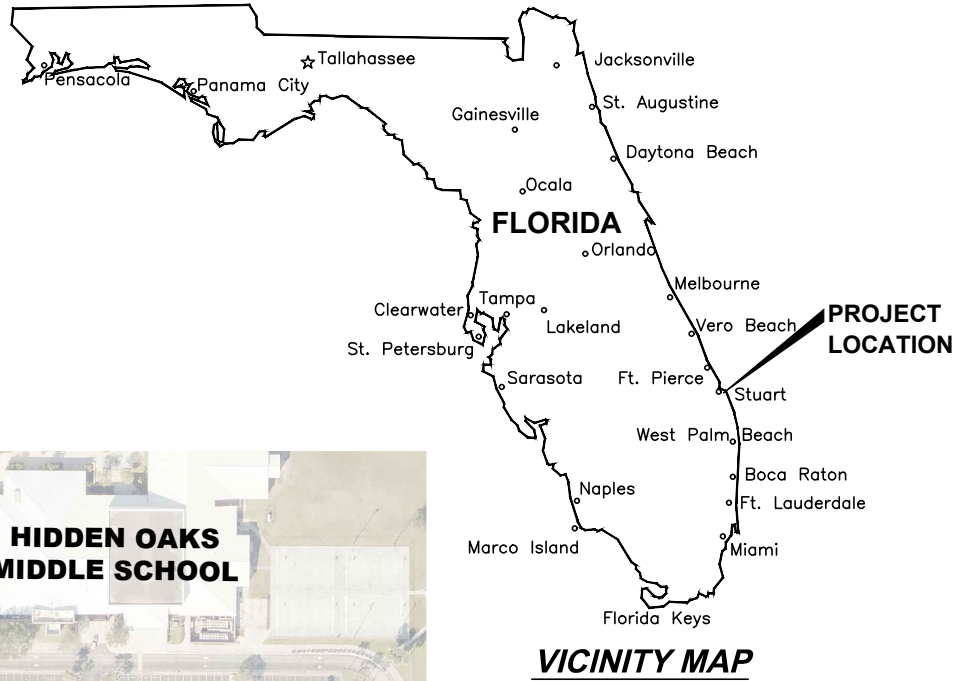 Tallahassee
Jacksonville
Pensacola
Panama City
St. Augustine
Gainesville
Daytona Beach
Ocala
FLORIDA
Orlando
Melbourne
Clearwater
Tampa
Lakeland
PROJECT
LOCATION
Vero Beach
St. Petersburg
Ft. Pierce
Sarasota
Stuart
West Palm Beach
Boca Raton
Naples
Ft. Lauderdale
HIDDEN OAKS
MIDDLE SCHOOL
Marco Island
Miami
Florida Keys
VICINITY MAP